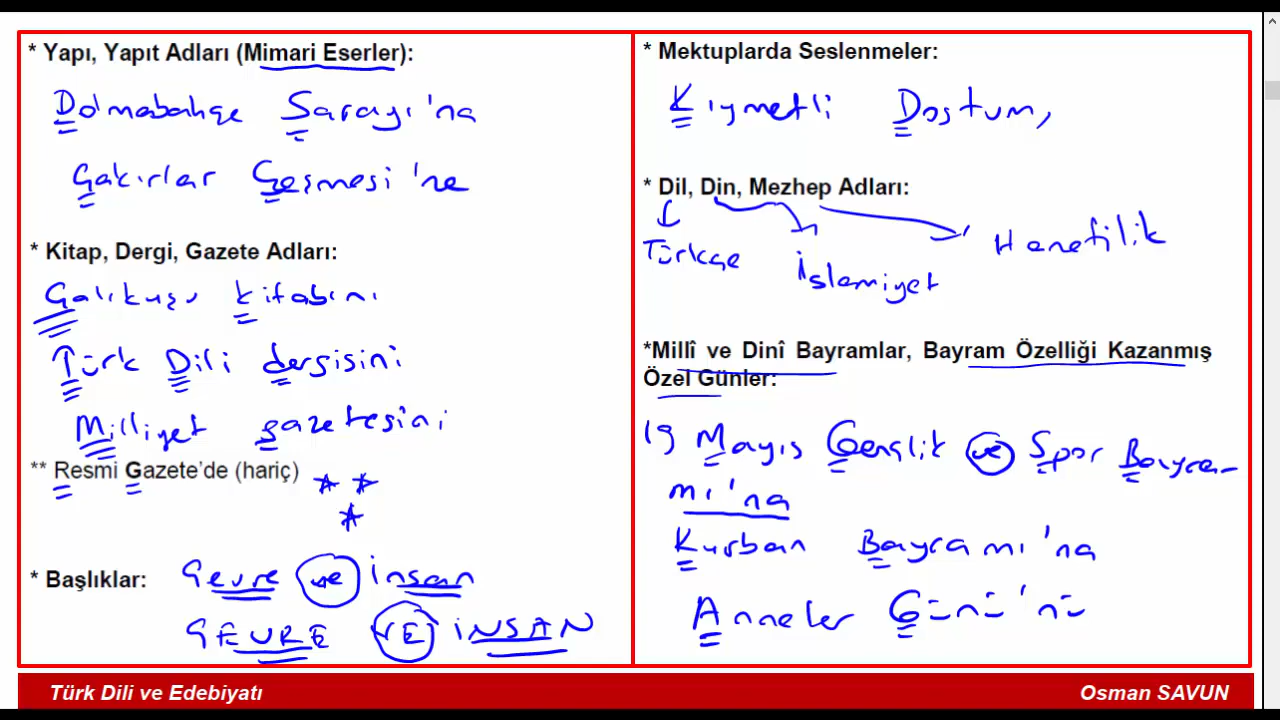 * Yapı, Yapıt Adları (Mimari Eserler):
Dolmabahçe Sarayı'na
Çakırlar Çeşmesi'ne
* Kitap, Dergi, Gazete Adları:
Çalıkuşu kitabını
Türk Dili dergisini
Milliyet gazetesini
** Resmi Gazete'de (hariç)
* Başlıklar: Çevre ve İnsan
ÇEVRE VE İNSAN
* Mektuplarda Seslenmeler:
Kıymetli Dostum,
* Dil, Din, Mezhep Adları:
Türkçe İslamiyet Hanefilik
*Millî ve Dinî Bayramlar, Bayram Özelliği Kazanmış
Özel Günler:
19 Mayıs Gençlik ve Spor Bayra-
mı'na
Kurban Bayramı'na
Anneler Günü'nü
Türk Dili ve Edebiyatı
Osman SAVUN